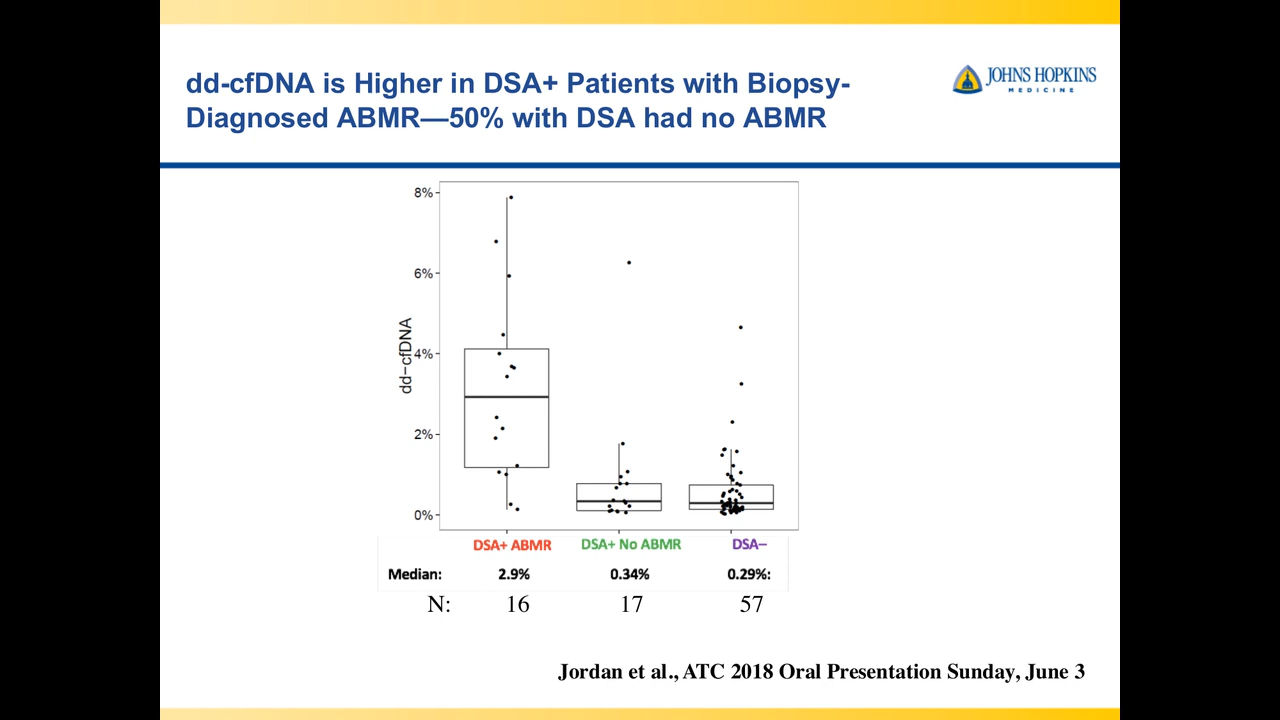 dd-cfDNA is Higher in DSA+ Patients with Biopsy-
Diagnosed ABMR—50% with DSA had no ABMR
JOHNS HOPKINS
MEDICINE
8%
6%
4%
2%
0%
dd−cfDNA
DSA+ ABMR DSA+ No ABMR DSA–
Median: 2.9% 0.34% 0.29%:
N: 16 17 57
Jordan et al., ATC 2018 Oral Presentation Sunday, June 3